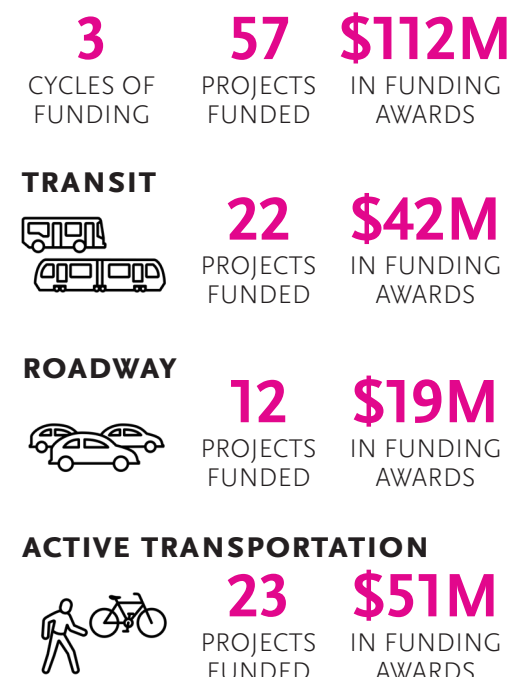 3 57 $112M
CYCLES OF PROJECTS IN FUNDING
FUNDING FUNDED AWARDS
TRANSIT
22 $42M
PROJECTS IN FUNDING
FUNDED AWARDS
ROADWAY
12 $19M
PROJECTS IN FUNDING
FUNDED AWARDS
ACTIVE TRANSPORTATION
23 $51M
PROJECTS IN FUNDING
FUNDED AWARDS